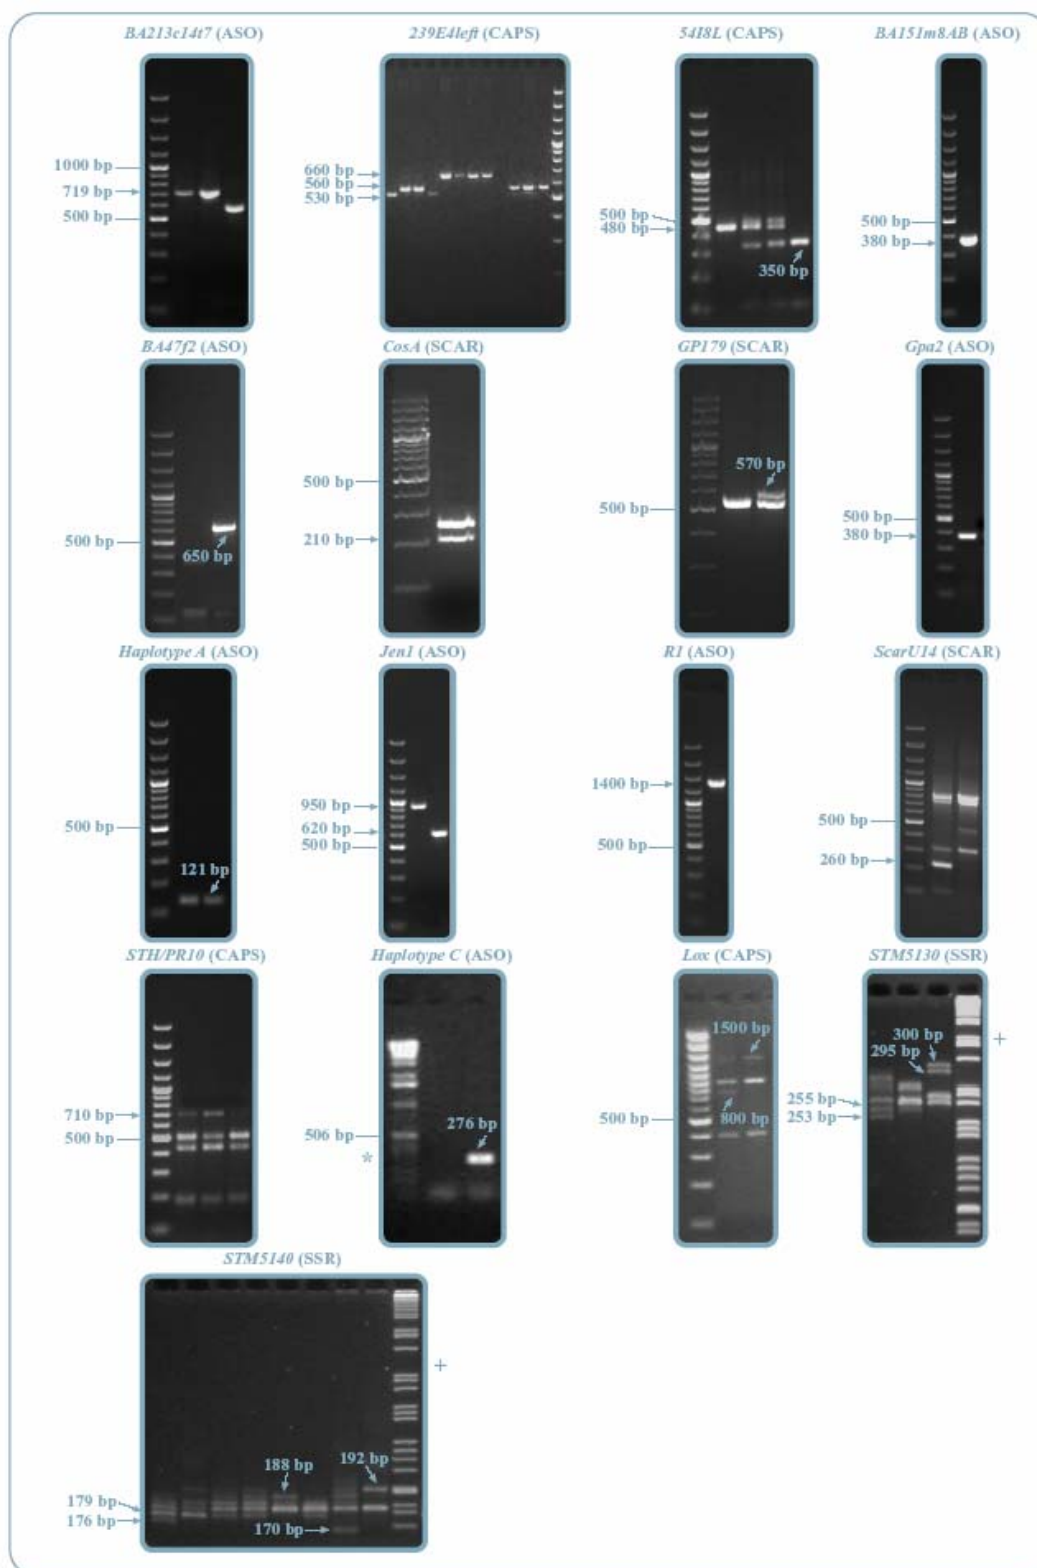 BA213c14t7 (ASO)
239E4left (CAPS)
54I8L (CAPS)
BA151m8AB (ASO)
1000 bp
719 bp
500 bp
660 bp
560 bp
530 bp
500 bp
480 bp
350 bp
500 bp
380 bp
BA47f2 (ASO)
CosA (SCAR)
GP179 (SCAR)
Gpa2 (ASO)
500 bp
650 bp
500 bp
210 bp
570 bp
500 bp
500 bp
380 bp
Haplotype A (ASO)
Jen1 (ASO)
R1 (ASO)
ScarU14 (SCAR)
500 bp
121 bp
950 bp
620 bp
500 bp
1400 bp
500 bp
500 bp
260 bp
STH/PR10 (CAPS)
Haplotype C (ASO)
Lox (CAPS)
STM5130 (SSR)
710 bp
500 bp
506 bp
*
276 bp
1500 bp
500 bp
800 bp
300 bp
295 bp
255 bp
253 bp
+
STM5140 (SSR)
+
188 bp
192 bp
179 bp
176 bp
170 bp